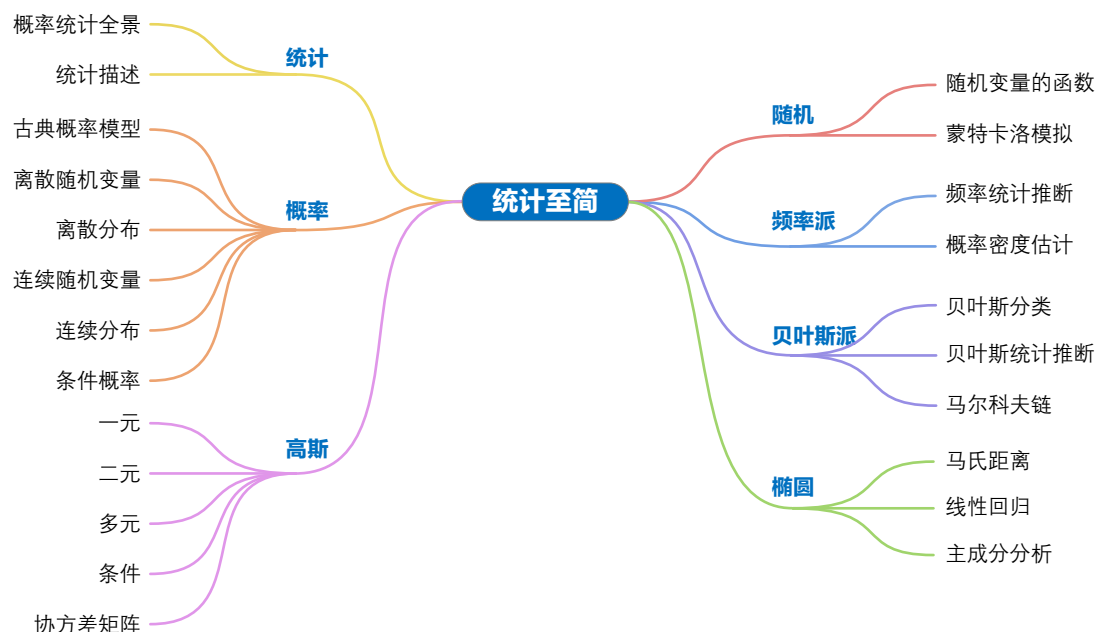 统计至简
统计
概率统计全景
统计描述
概率
古典概率模型
离散随机变量
离散分布
连续随机变量
连续分布
条件概率
高斯
一元
二元
多元
条件
协方差矩阵
随机
随机变量的函数
蒙特卡洛模拟
频率派
频率统计推断
概率密度估计
贝叶斯派
贝叶斯分类
贝叶斯统计推断
马尔科夫链
椭圆
马氏距离
线性回归
主成分分析